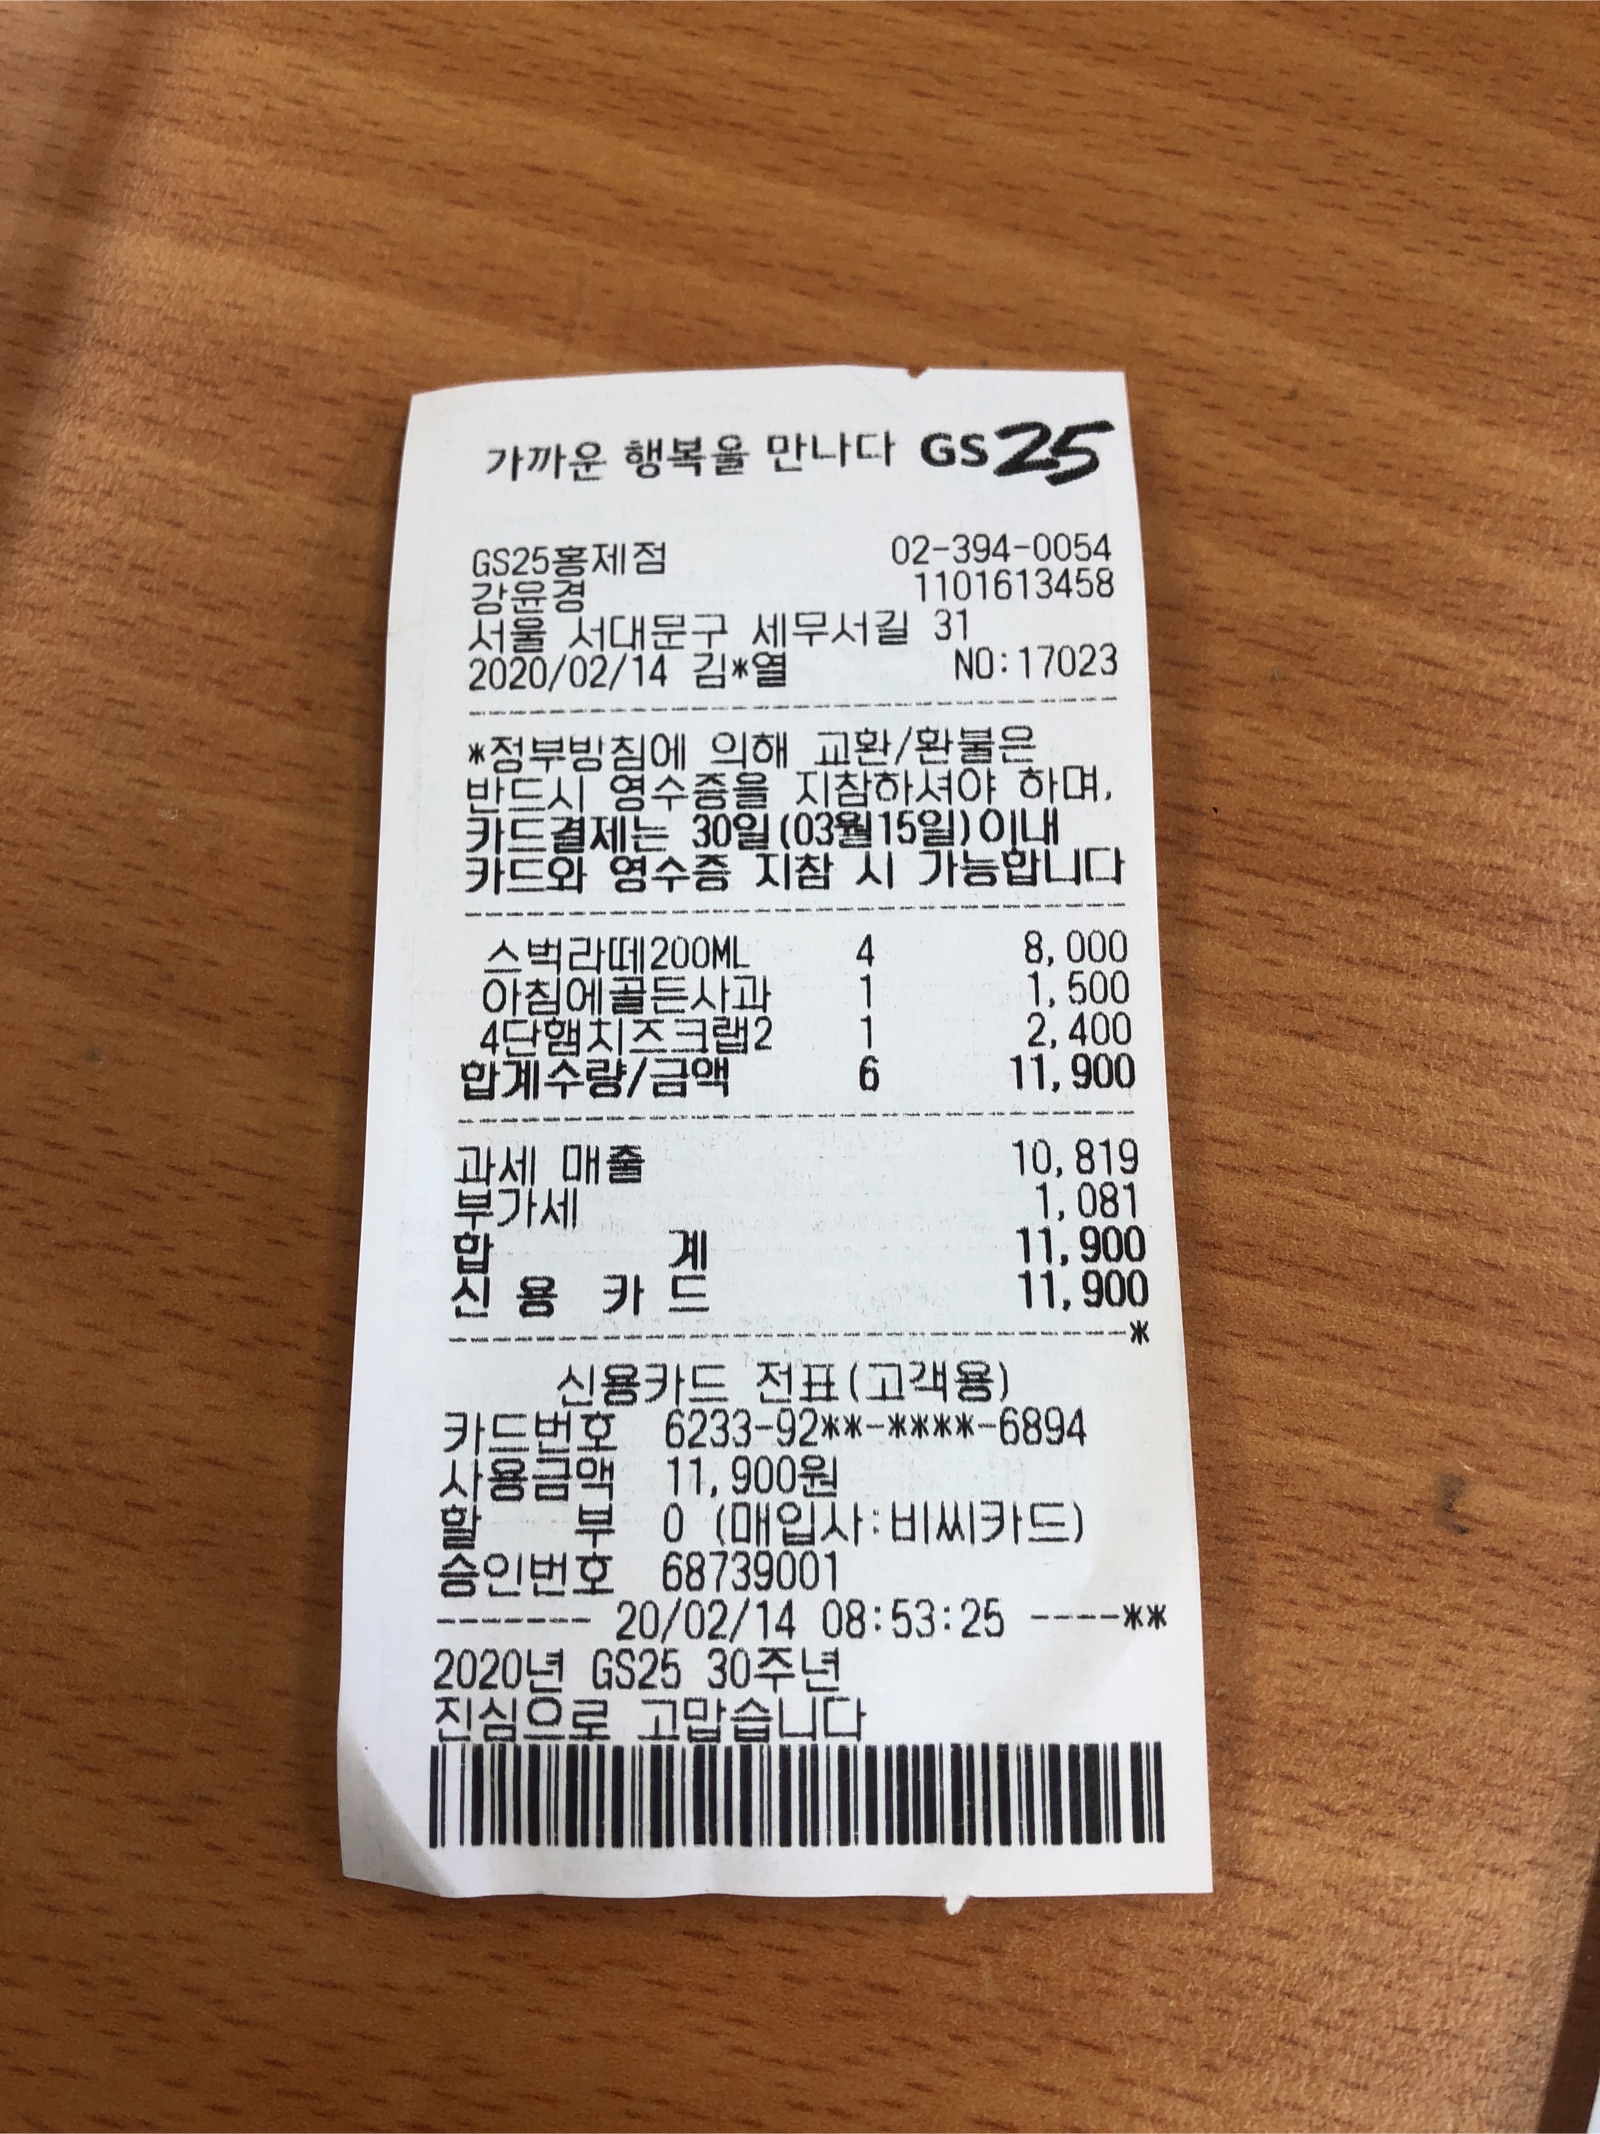 가까운 행복을 만나다 GS25
GS25홍제점 02-394-0054
강윤경 1101613458
서울 서대문구 세무서길 31
2020/02/14 김*열 NO:17023
*정부방침에 의해 교환/환불은
반드시 영수증을 지참하셔야 하며,
카드결제는 30일(03월15일)이내
카드와 영수증 지참 시 가능합니다
스벅라떼200ML 4 8,000
아침에골든사과 1 1,500
4단햄치즈크랩2 1 2,400
합계수량/금액 6 11,900
과세 매출 10,819
부가세 1,081
합 계 11,900
신 용 카 드 11,900
*
신용카드 전표(고객용)
카드번호 6233-92**-****-6894
사용금액 11,900원
할 부 0 (매입사:비씨카드)
승인번호 68739001
------- 20/02/14 08:53:25 ----**
2020년 GS25 30주년
진심으로 고맙습니다